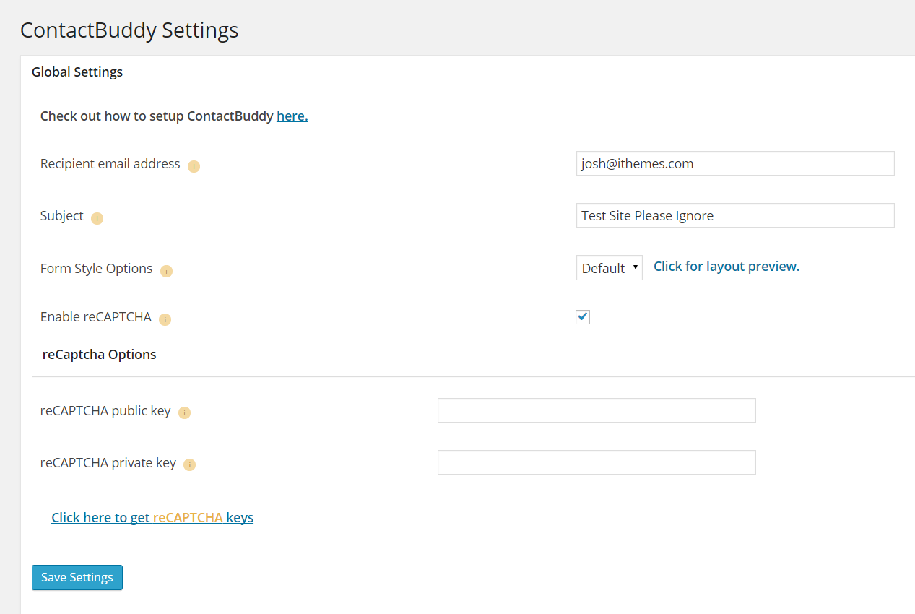 ContactBuddy Settings
Global Settings
Check out how to setup ContactBuddy here.
Recipient email address josh@ithemes.com
Subject Test Site Please Ignore
Form Style Options i Default Click for layout preview.
Enable reCAPTCHA i
reCaptcha Options
reCAPTCHA public key i
reCAPTCHA private key i
Click here to get reCAPTCHA keys
Save Settings